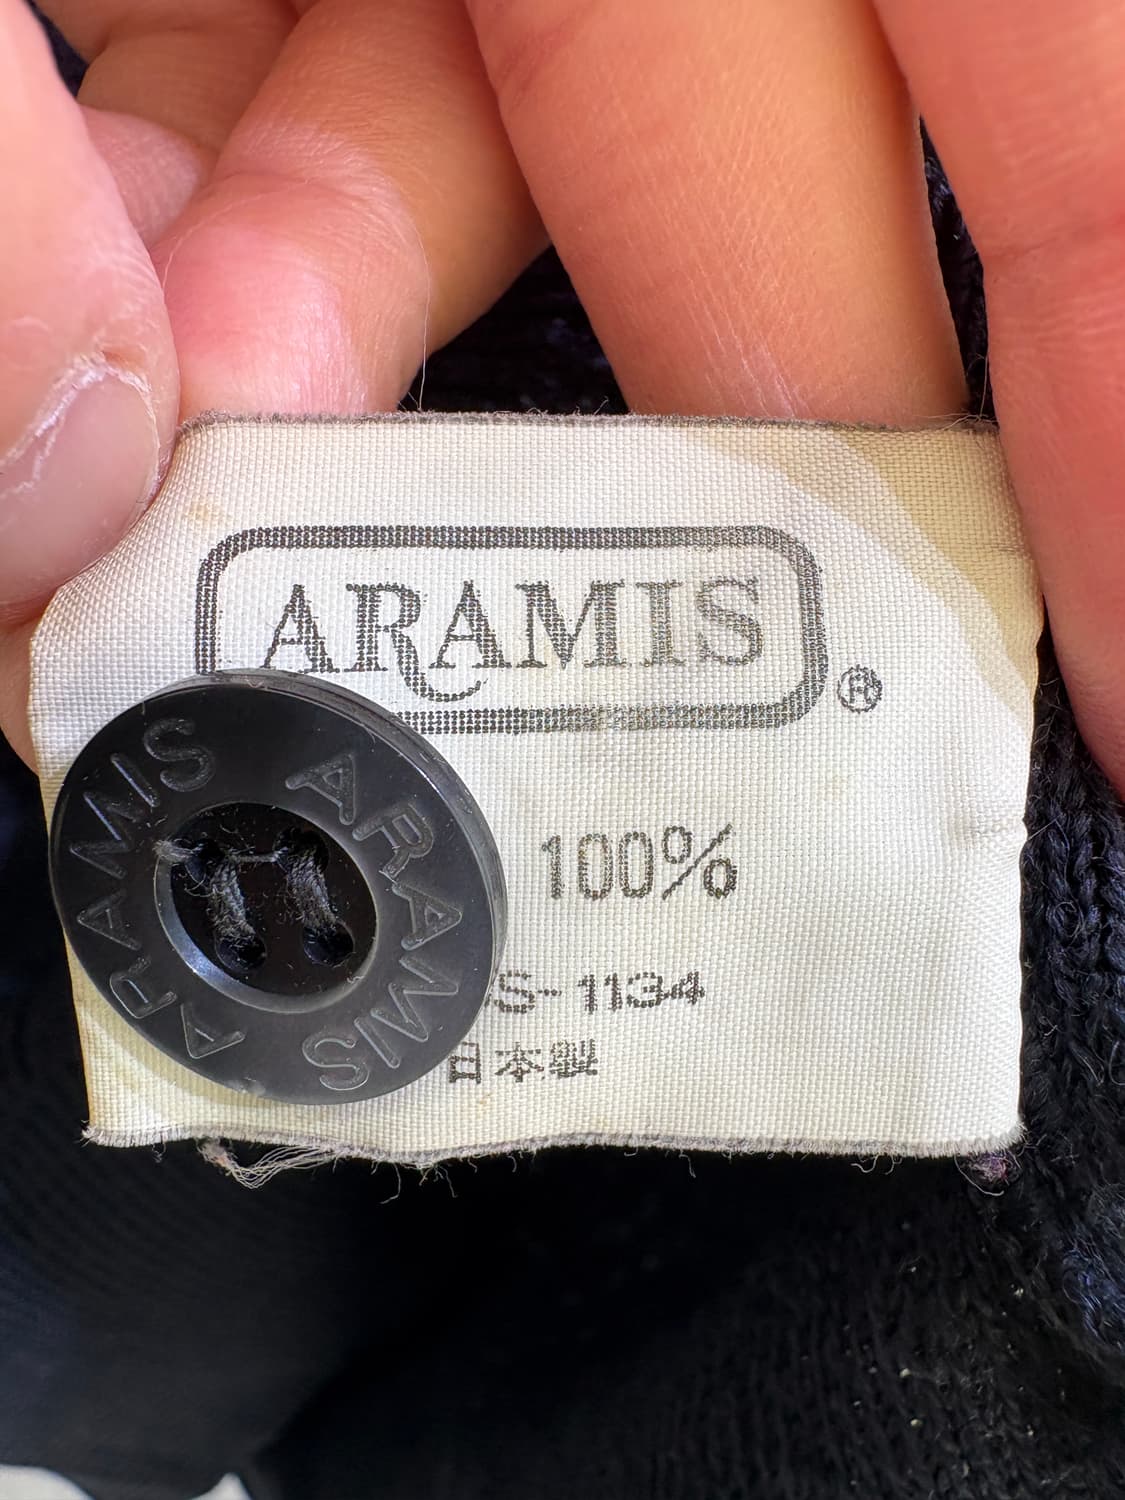 ARAMIS
®
100%
S-1134
日本製
ARAMIS ARAMIS